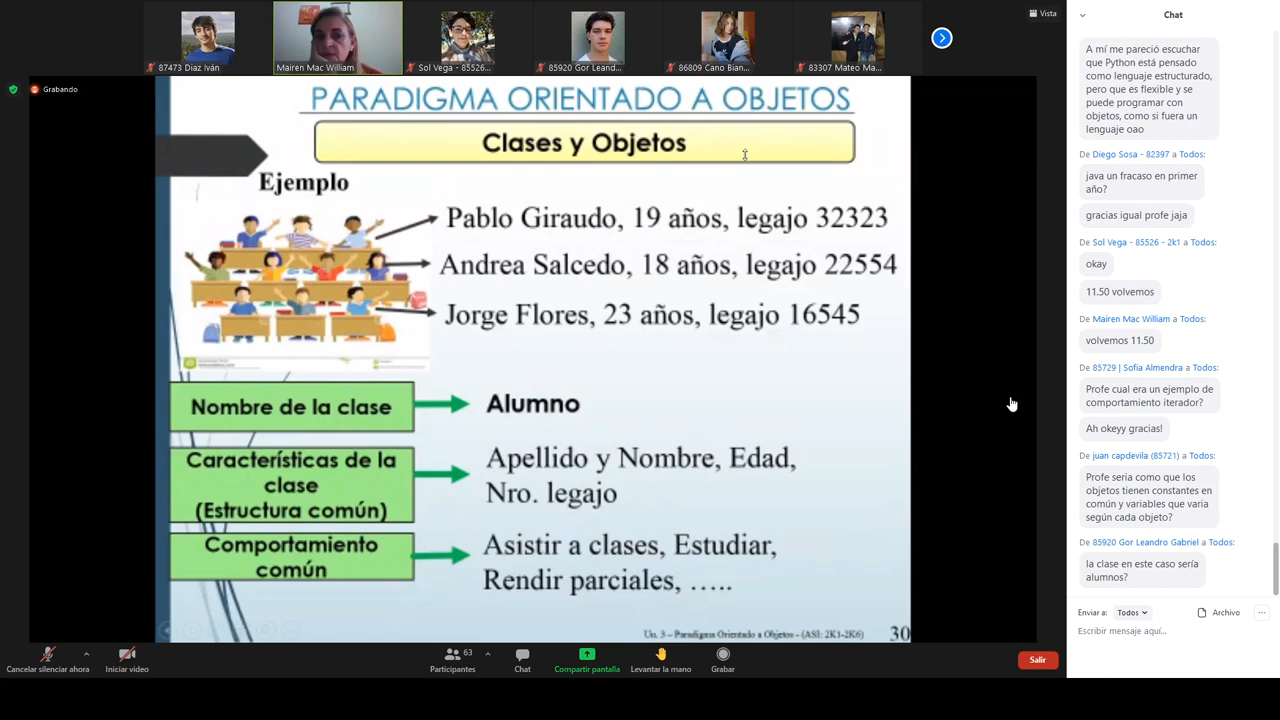 Vista
87473 Diaz Iván
Mairen Mac William
Sol Vega - 85526...
85920 Gor Leand...
86809 Cano Bian...
83307 Mateo Ma...
Grabando
PARADIGMA ORIENTADO A OBJETOS
Clases y Objetos
Ejemplo
Pablo Giraudo, 19 años, legajo 32323
Andrea Salcedo, 18 años, legajo 22554
Jorge Flores, 23 años, legajo 16545
Nombre de la clase
Alumno
Características de la
clase
(Estructura común)
Apellido y Nombre, Edad,
Nro. legajo
Comportamiento
común
Asistir a clases, Estudiar,
Rendir parciales, .....
Un. 3 – Paradigma Orientado a Objetos - (ASI: 2K1-2K6)
30
Cancelar silenciar ahora
Iniciar video
63
Participantes
Chat
Compartir pantalla
Levantar la mano
Grabar
Salir
Chat
A mí me pareció escuchar
que Python está pensado
como lenguaje estructurado,
pero que es flexible y se
puede programar con
objetos, como si fuera un
lenguaje oao
De Diego Sosa - 82397 a Todos:
java un fracaso en primer
año?
gracias igual profe jaja
De Sol Vega - 85526 - 2k1 a Todos:
okay
11.50 volvemos
De Mairen Mac William a Todos:
volvemos 11.50
De 85729 | Sofia Almendra a Todos:
Profe cual era un ejemplo de
comportamiento iterador?
Ah okeyy gracias!
De juan capdevila (85721) a Todos:
Profe seria como que los
objetos tienen constantes en
común y variables que varia
según cada objeto?
De 85920 Gor Leandro Gabriel a Todos:
la clase en este caso sería
alumnos?
Enviar a: Todos
Archivo
...
Escribir mensaje aquí...